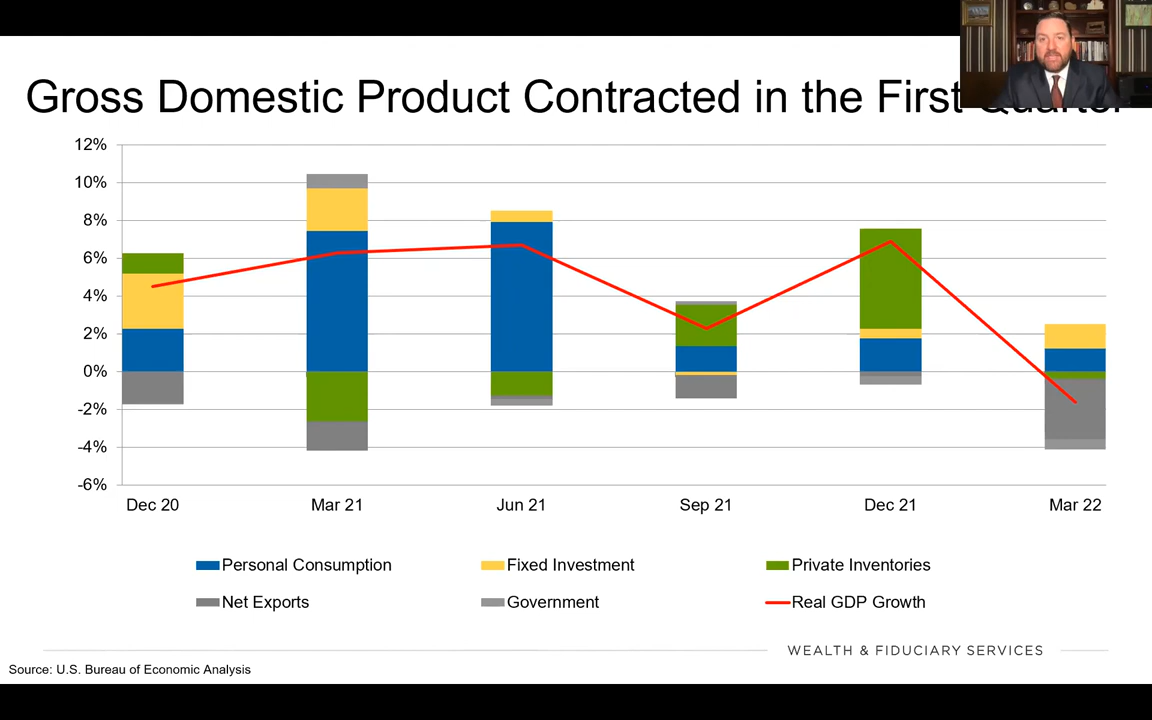 Gross Domestic Product Contracted in the First Quarter
12%
10%
8%
6%
4%
2%
0%
-2%
-4%
-6%
Dec 20 Mar 21 Jun 21 Sep 21 Dec 21 Mar 22
Personal Consumption Fixed Investment Private Inventories
Net Exports Government Real GDP Growth
WEALTH & FIDUCIARY SERVICES
Source: U.S. Bureau of Economic Analysis